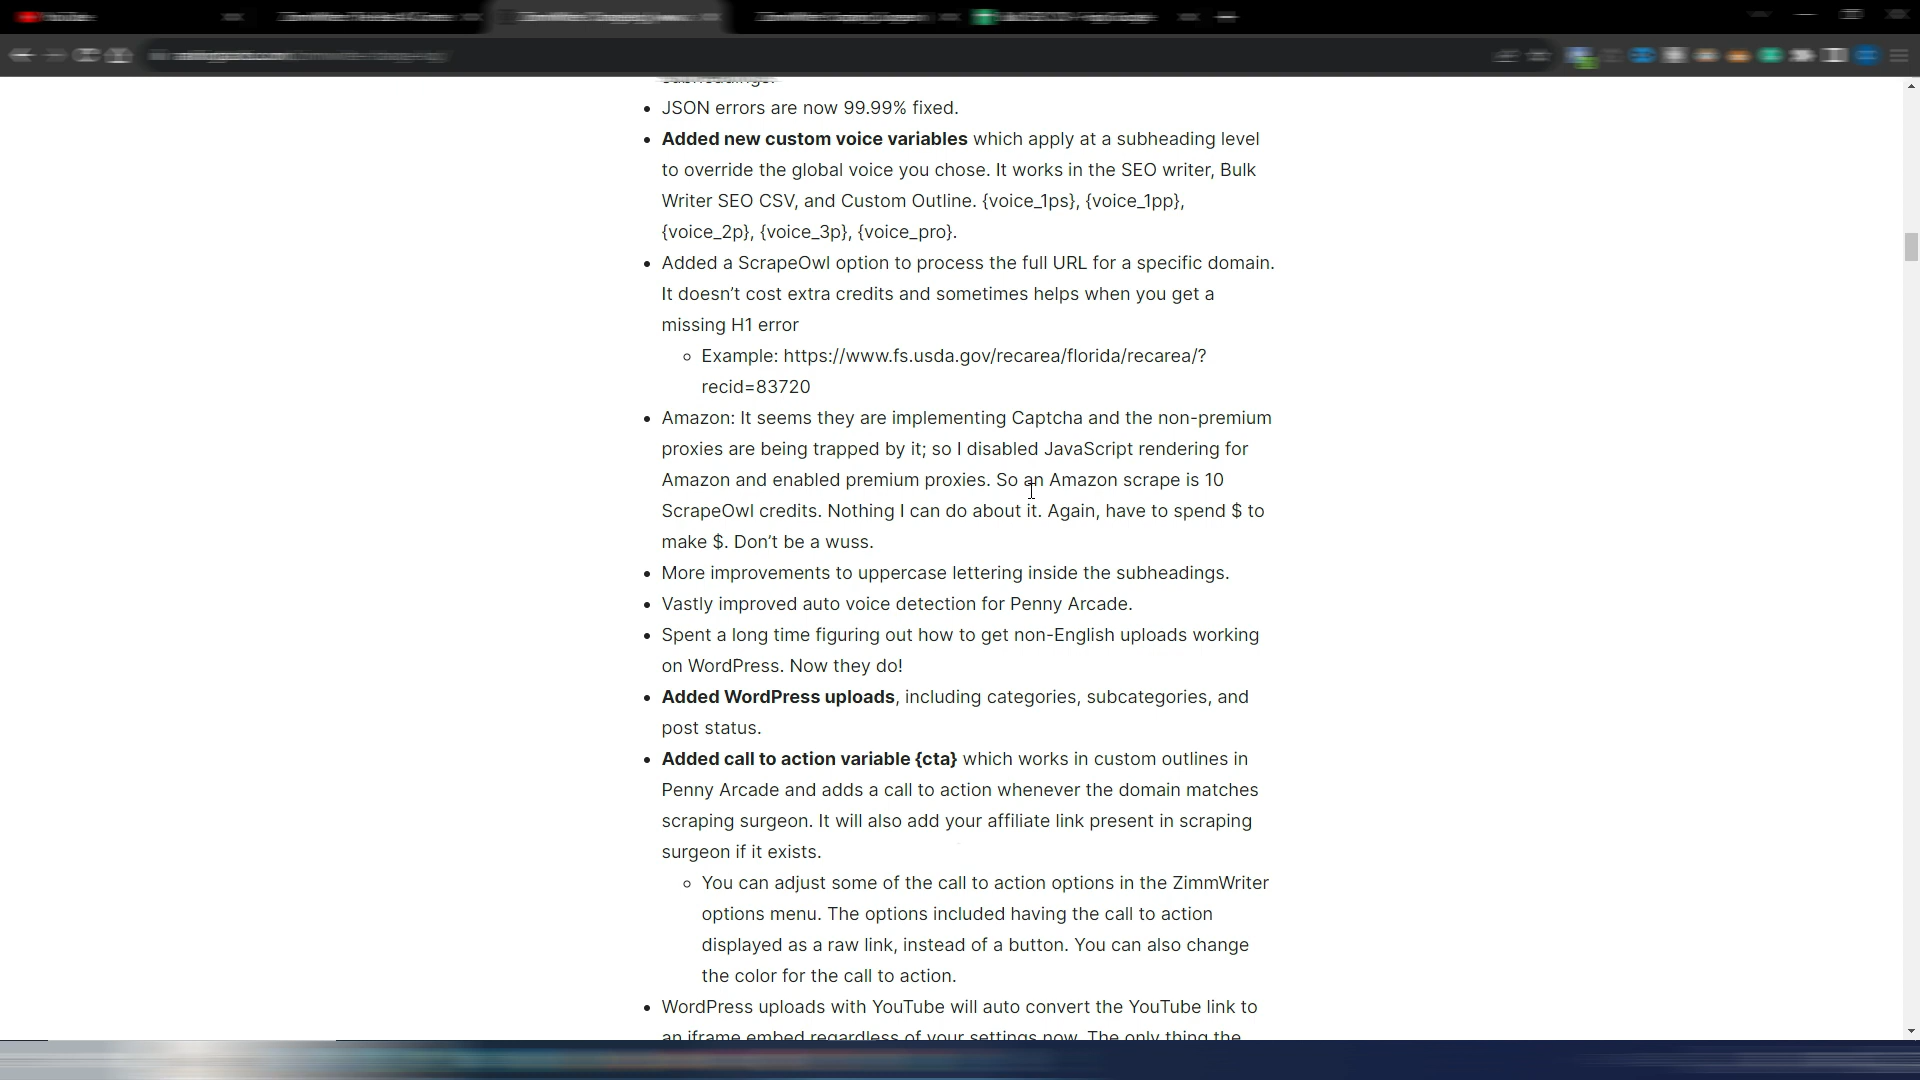 JSON errors are now 99.99% fixed.
Added new custom voice variables which apply at a subheading level
to override the global voice you chose. It works in the SEO writer, Bulk
Writer SEO CSV, and Custom Outline. {voice_1ps}, {voice_1pp},
{voice_2p}, {voice_3p}, {voice_pro}.
Added a ScrapeOwl option to process the full URL for a specific domain.
It doesn’t cost extra credits and sometimes helps when you get a
missing H1 error
Example: https://www.fs.usda.gov/recarea/florida/recarea/?
recid=83720
Amazon: It seems they are implementing Captcha and the non-premium
proxies are being trapped by it; so I disabled JavaScript rendering for
Amazon and enabled premium proxies. So an Amazon scrape is 10
ScrapeOwl credits. Nothing I can do about it. Again, have to spend $ to
make $. Don’t be a wuss.
More improvements to uppercase lettering inside the subheadings.
Vastly improved auto voice detection for Penny Arcade.
Spent a long time figuring out how to get non-English uploads working
on WordPress. Now they do!
Added WordPress uploads, including categories, subcategories, and
post status.
Added call to action variable {cta} which works in custom outlines in
Penny Arcade and adds a call to action whenever the domain matches
scraping surgeon. It will also add your affiliate link present in scraping
surgeon if it exists.
You can adjust some of the call to action options in the ZimmWriter
options menu. The options included having the call to action
displayed as a raw link, instead of a button. You can also change
the color for the call to action.
WordPress uploads with YouTube will auto convert the YouTube link to
an iframe embed regardless of your settings now. The only thing the